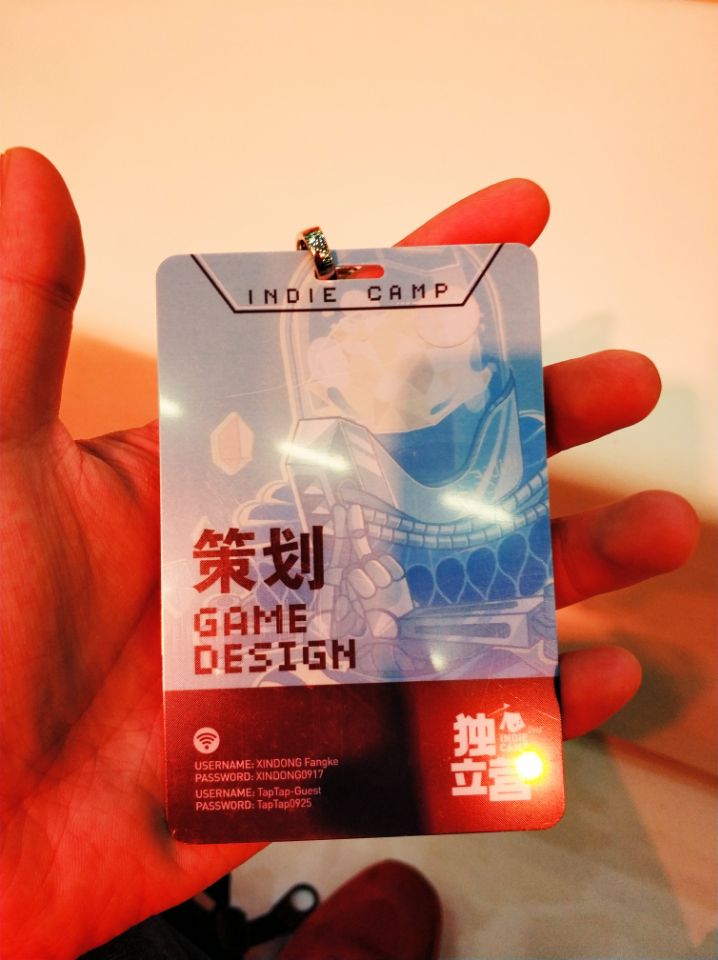 INDIE CAMP
策划
GAME
DESIGN
USERNAME: XINDONG Fangke
PASSWORD: XINDONG0917
USERNAME: TapTap-Guest
PASSWORD: TapTap0925
独
INDIE
CAMP
立营